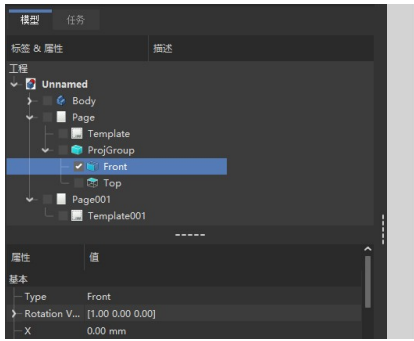 模型 任务
标签 & 属性 描述
工程
Unnamed
Body
Page
Template
ProjGroup
Front
Top
Page001
Template001
属性 值
基本
Type Front
Rotation V... [1.00 0.00 0.00]
X 0.00 mm